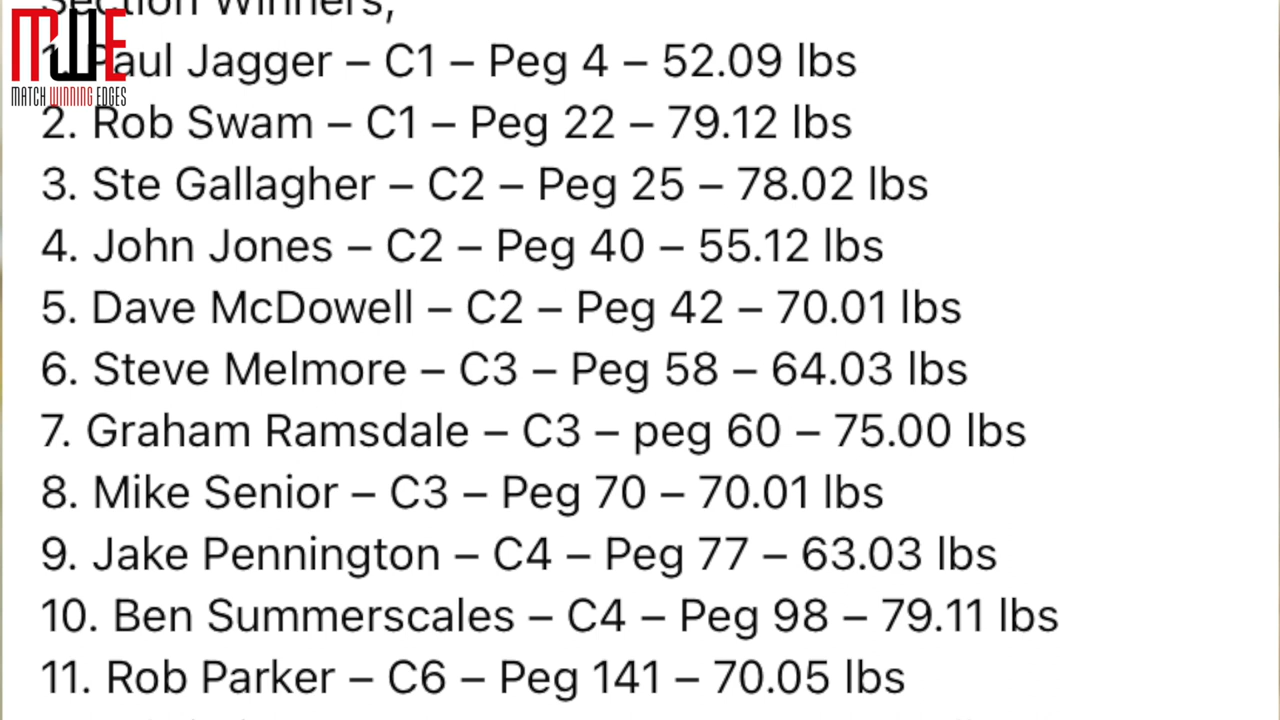 Section Winners,
MWE
MATCH WINNING EDGES
1. Paul Jagger – C1 – Peg 4 – 52.09 lbs
2. Rob Swam – C1 – Peg 22 – 79.12 lbs
3. Ste Gallagher – C2 – Peg 25 – 78.02 lbs
4. John Jones – C2 – Peg 40 – 55.12 lbs
5. Dave McDowell – C2 – Peg 42 – 70.01 lbs
6. Steve Melmore – C3 – Peg 58 – 64.03 lbs
7. Graham Ramsdale – C3 – peg 60 – 75.00 lbs
8. Mike Senior – C3 – Peg 70 – 70.01 lbs
9. Jake Pennington – C4 – Peg 77 – 63.03 lbs
10. Ben Summerscales – C4 – Peg 98 – 79.11 lbs
11. Rob Parker – C6 – Peg 141 – 70.05 lbs